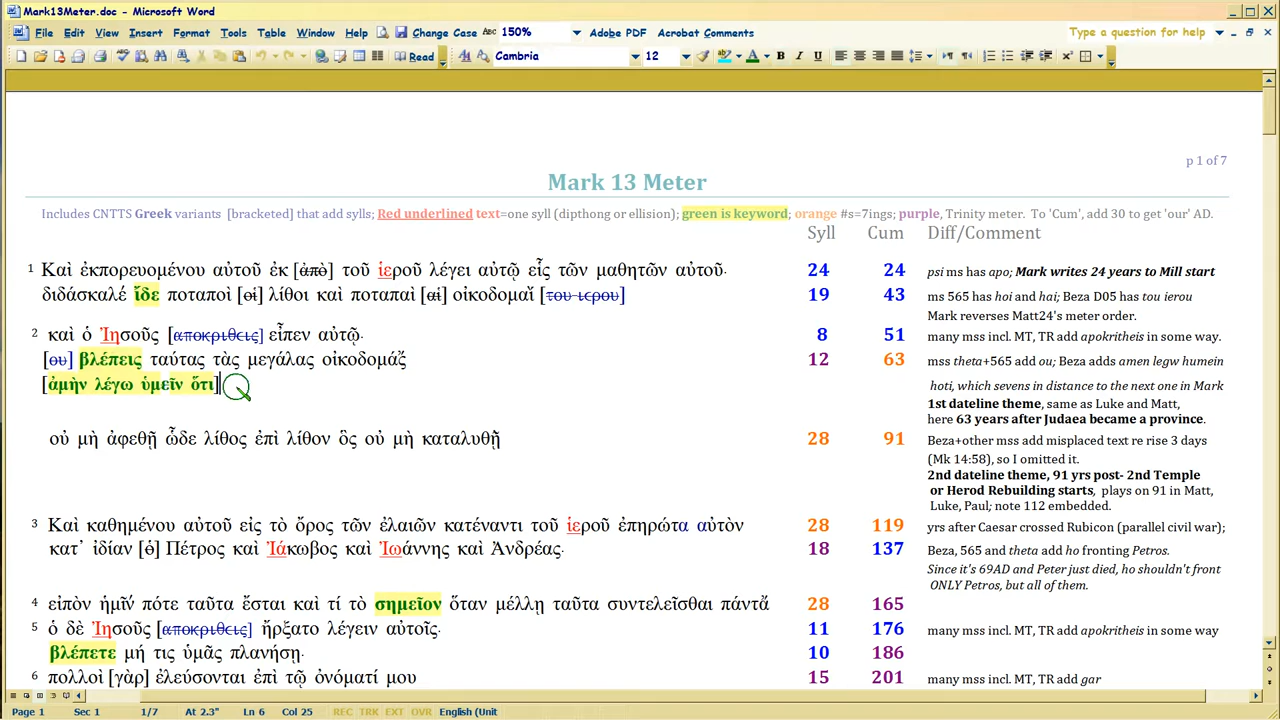 Mark13Meter.doc - Microsoft Word
File Edit View Insert Format Tools Table Window Help Change Case 150% Adobe PDF Acrobat Comments Type a question for help
Read Cambria 12
p 1 of 7
Mark 13 Meter
Includes CNTTS Greek variants [bracketed] that add sylls; Red underlined text=one syll (dipthong or ellision); green is keyword; orange #s=7ings; purple, Trinity meter. To 'Cum', add 30 to get 'our' AD.
Syll Cum Diff/Comment
1 Καὶ ἐκπορευομένου αὐτοῦ ἐκ [ἀπὸ] τοῦ ἱεροῦ λέγει αὐτῷ εἷς τῶν μαθητῶν αὐτοῦ· 24 24 psi ms has apo; Mark writes 24 years to Mill start
διδάσκαλέ ἴδε ποταποὶ [οἱ] λίθοι καὶ ποταπαὶ [αἱ] οἰκοδομαῖ [του ιερου] 19 43 ms 565 has hoi and hai; Beza D05 has tou ierou
Mark reverses Matt24's meter order.
2 καὶ ὁ Ἰησοῦς [αποκριθεις] εἶπεν αὐτῷ· 8 51 many mss incl. MT, TR add apokritheis in some way.
[ου] βλέπεις ταύτας τὰς μεγάλας οἰκοδομάς 12 63 mss theta+565 add ou; Beza adds amen legw humein
[ἀμὴν λέγω ὑμεῖν ὅτι] hoti, which sevens in distance to the next one in Mark
1st dateline theme, same as Luke and Matt,
here 63 years after Judaea became a province.
οὐ μὴ ἀφεθῇ ὧδε λίθος ἐπὶ λίθον ὃς οὐ μὴ καταλυθῇ 28 91 Beza+other mss add misplaced text re rise 3 days
(Mk 14:58), so I omitted it.
2nd dateline theme, 91 yrs post- 2nd Temple
or Herod Rebuilding starts, plays on 91 in Matt,
Luke, Paul; note 112 embedded.
3 Καὶ καθημένου αὐτοῦ εἰς τὸ ὄρος τῶν ἐλαιῶν κατέναντι τοῦ ἱεροῦ ἐπηρώτα αὐτὸν 28 119 yrs after Caesar crossed Rubicon (parallel civil war);
κατ᾽ ἰδίαν [ὁ] Πέτρος καὶ Ἰάκωβος καὶ Ἰωάννης καὶ Ἀνδρέας· 18 137 Beza, 565 and theta add ho fronting Petros.
Since it's 69AD and Peter just died, ho shouldn't front
ONLY Petros, but all of them.
4 εἰπὸν ἡμῖν πότε ταῦτα ἔσται καὶ τί τὸ σημεῖον ὅταν μέλλῃ ταῦτα συντελεῖσθαι πάντα 28 165
5 ὁ δὲ Ἰησοῦς [αποκριθεις] ἤρξατο λέγειν αὐτοῖς· 11 176 many mss incl. MT, TR add apokritheis in some way
βλέπετε μή τις ὑμᾶς πλανήσῃ· 10 186
6 πολλοὶ [γὰρ] ἐλεύσονται ἐπὶ τῷ ὀνόματί μου 15 201 many mss incl. MT, TR add gar
Page 1 Sec 1 1/7 At 2.3" Ln 6 Col 25 REC TRK EXT OVR English (Unit